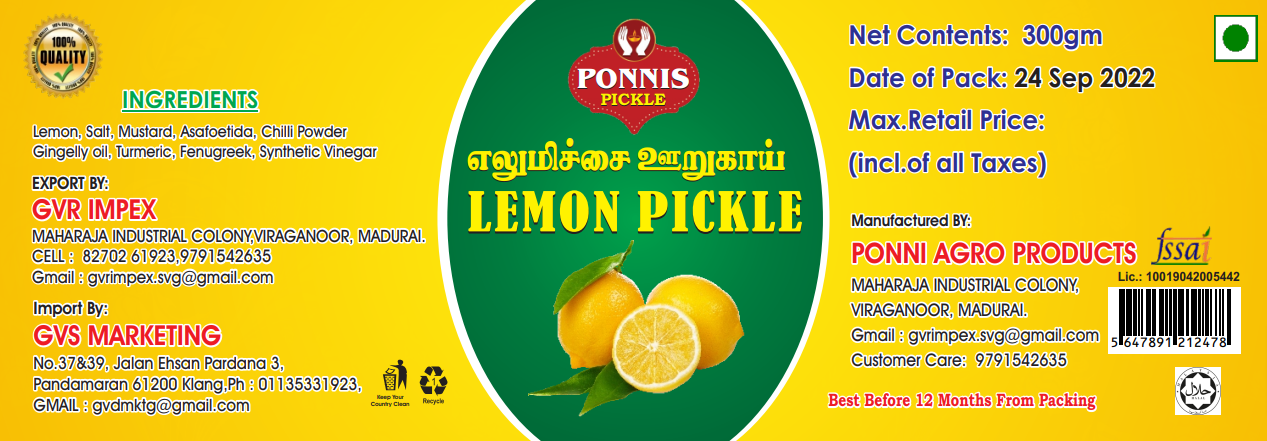 100%
QUALITY
INGREDIENTS
Lemon, Salt, Mustard, Asafoetida, Chilli Powder
Gingelly oil, Turmeric, Fenugreek, Synthetic Vinegar
EXPORT BY:
GVR IMPEX
MAHARAJA INDUSTRIAL COLONY,VIRAGANOOR, MADURAI.
CELL : 82702 61923,9791542635
Gmail : gvrimpex.svg@gmail.com
Import By:
GVS MARKETING
No.37&39, Jalan Ehsan Pardana 3,
Pandamaran 61200 Klang,Ph : 01135331923,
GMAIL : gvdmktg@gmail.com
Keep Your
Country Clean
1
Recycle
PONNIS
PICKLE
எலுமிச்சை ஊறுகாய்
LEMON PICKLE
Net Contents: 300gm
Date of Pack: 24 Sep 2022
Max.Retail Price:
(incl.of all Taxes)
Manufactured BY:
PONNI AGRO PRODUCTS
fssai
Lic.: 10019042005442
MAHARAJA INDUSTRIAL COLONY,
VIRAGANOOR, MADURAI.
Gmail : gvrimpex.svg@gmail.com
Customer Care: 9791542635
5 647891 212478
Best Before 12 Months From Packing
حلال
HALAL